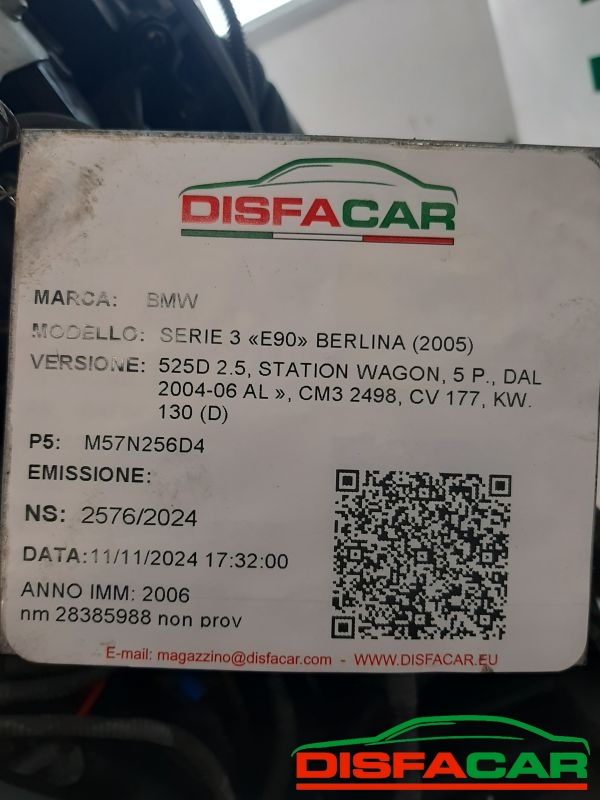 DISFACAR
MARCA: BMW
MODELLO: SERIE 3 «E90» BERLINA (2005)
VERSIONE: 525D 2.5, STATION WAGON, 5 P., DAL
2004-06 AL », CM3 2498, CV 177, KW.
130 (D)
P5: M57N256D4
EMISSIONE:
NS: 2576/2024
DATA:11/11/2024 17:32:00
ANNO IMM: 2006
nm 28385988 non prov
E-mail: magazzino@disfacar.com - WWW.DISFACAR.EU
DISFACAR